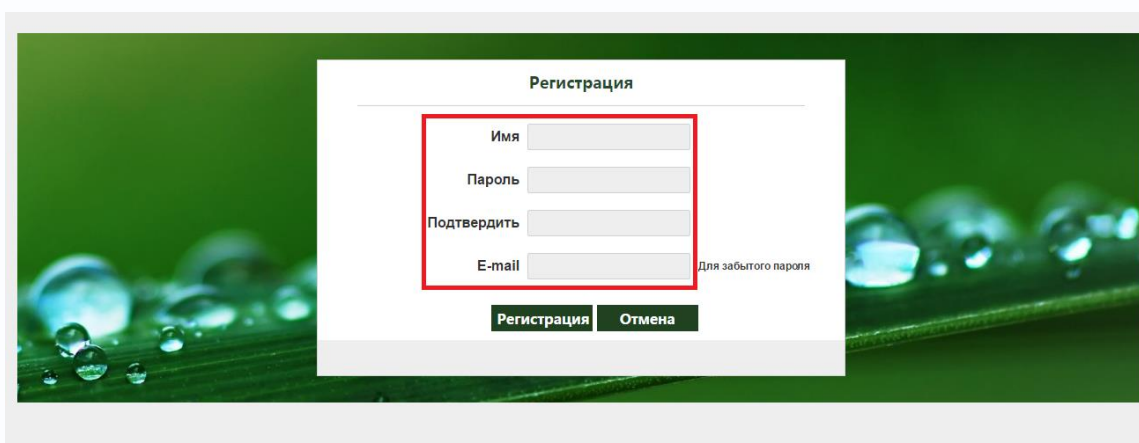 Регистрация
Имя
Пароль
Подтвердить
E-mail
Для забытого пароля
Регистрация
Отмена